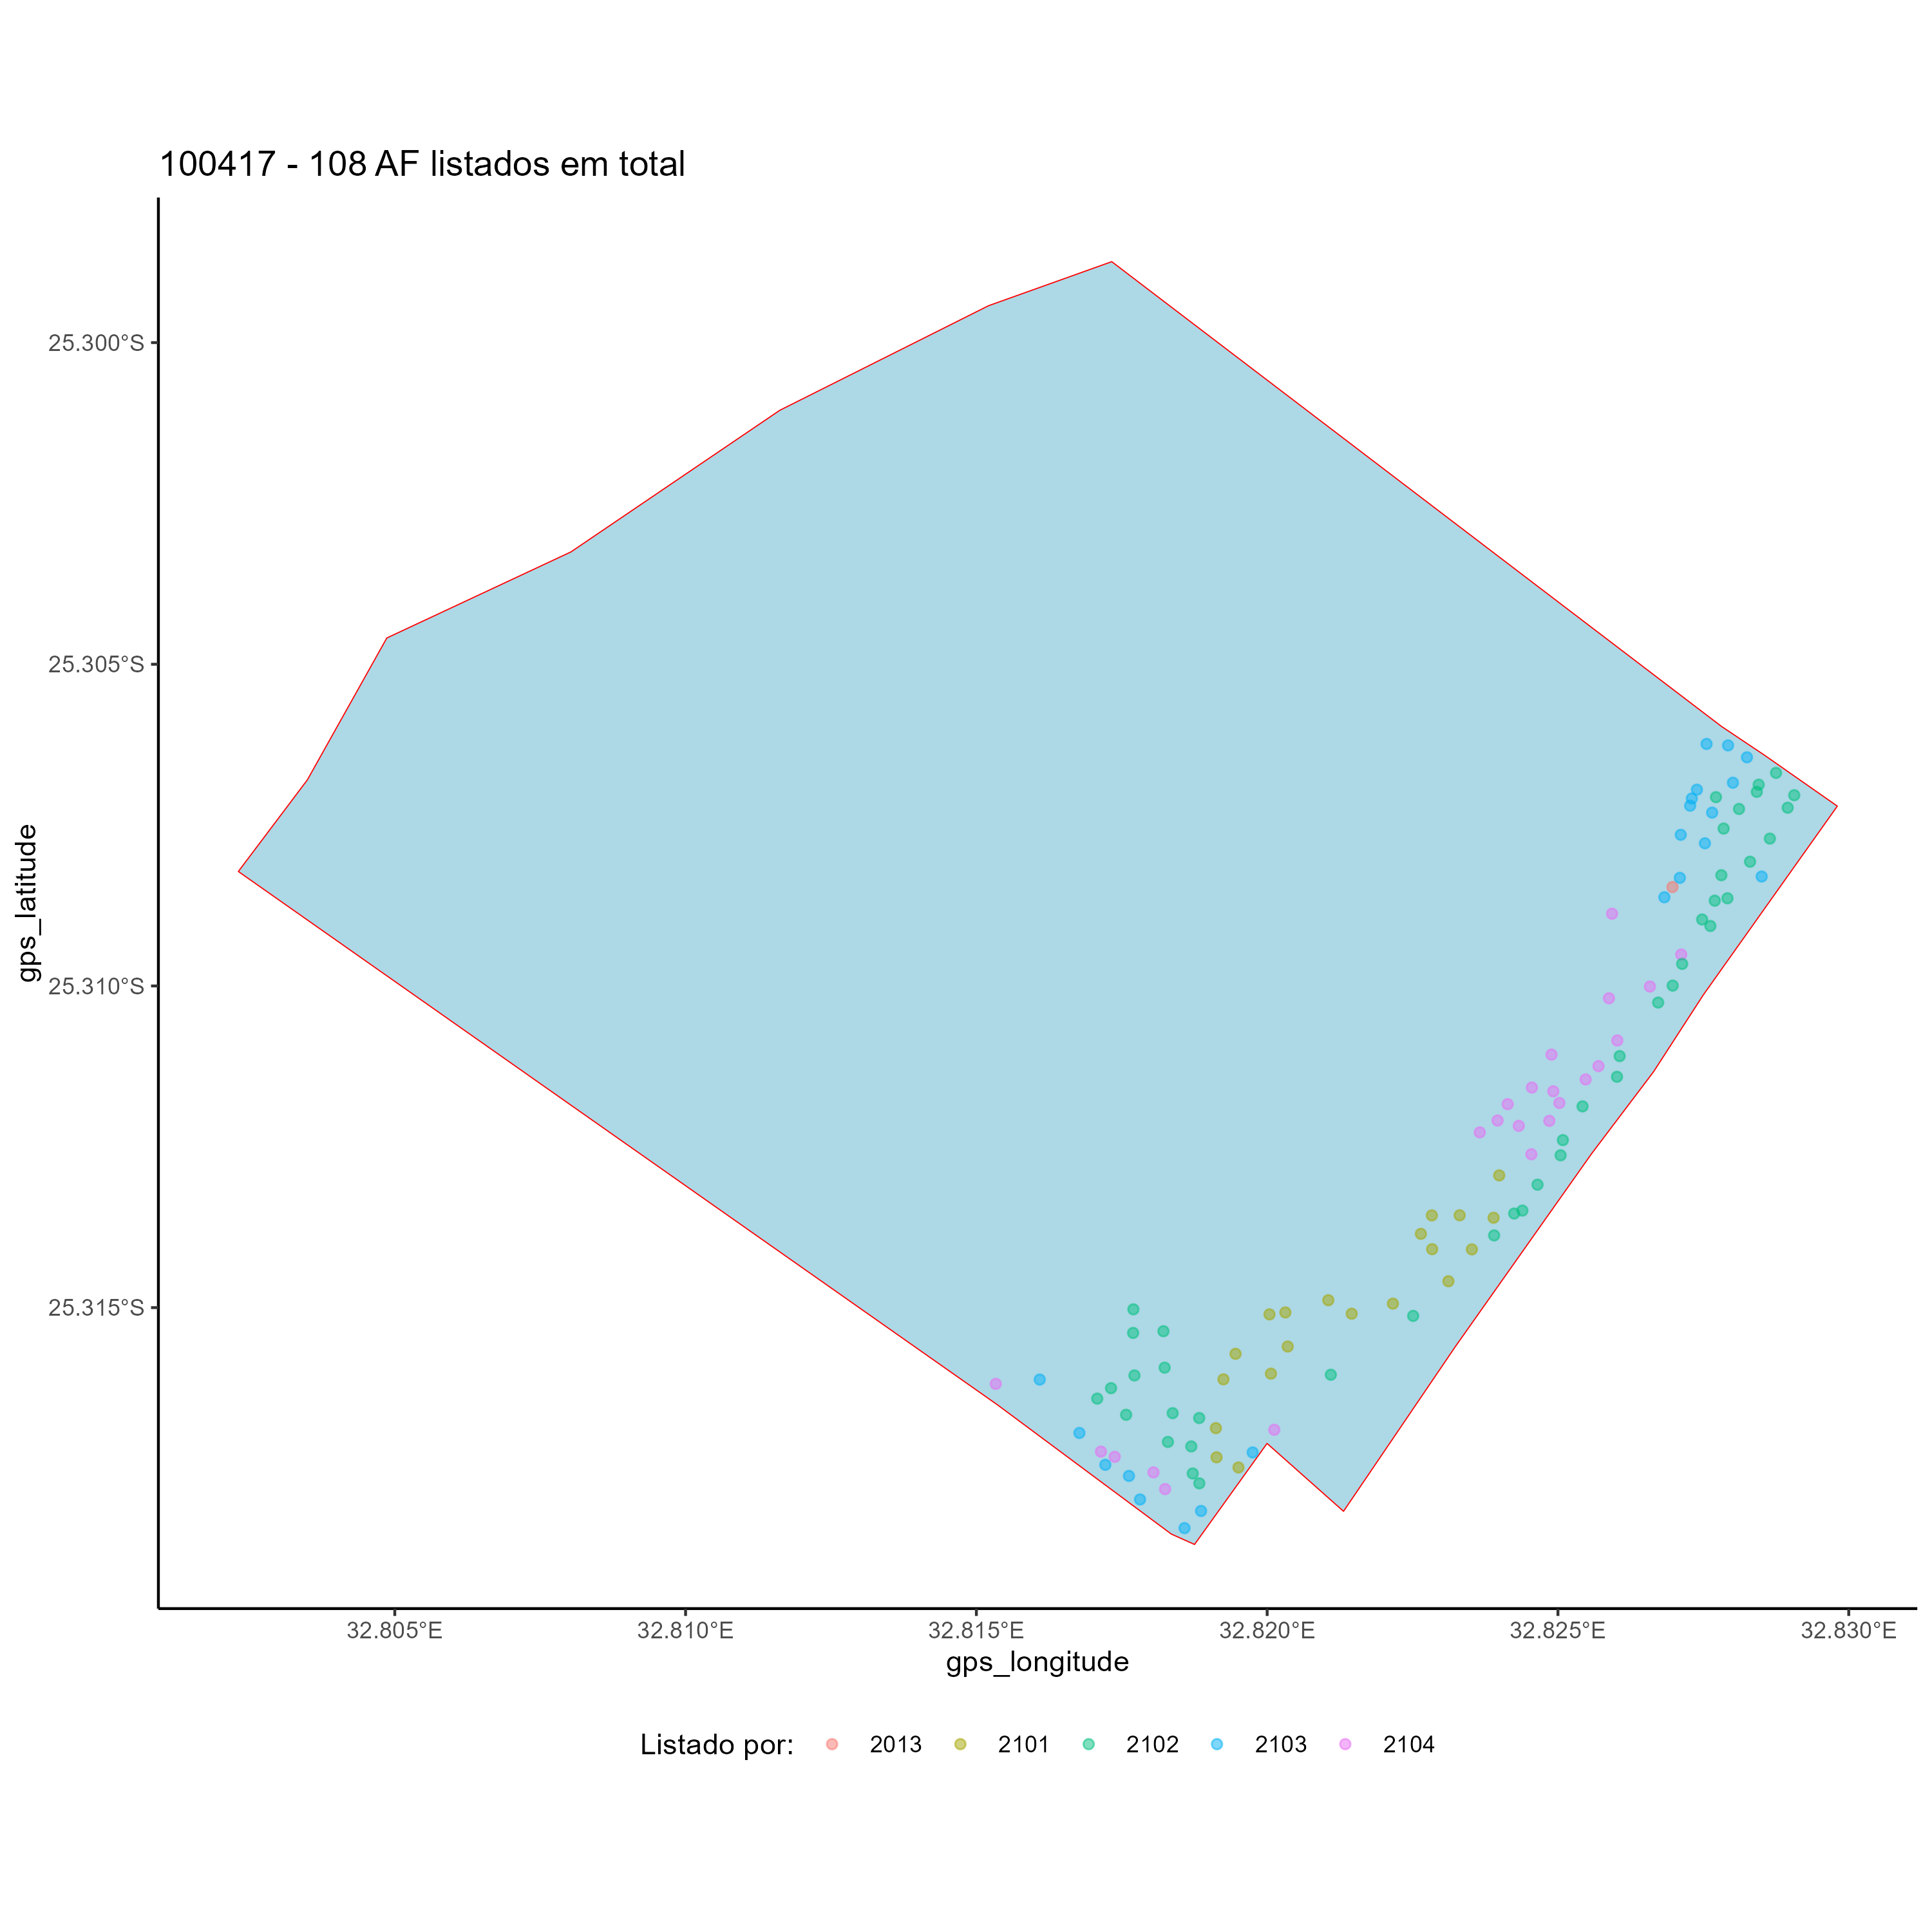 100417 - 108 AF listados em total
25.300°S
25.305°S
25.310°S
25.315°S
gps_latitude
32.805°E 32.810°E 32.815°E 32.820°E 32.825°E 32.830°E
gps_longitude
Listado por: 2013 2101 2102 2103 2104